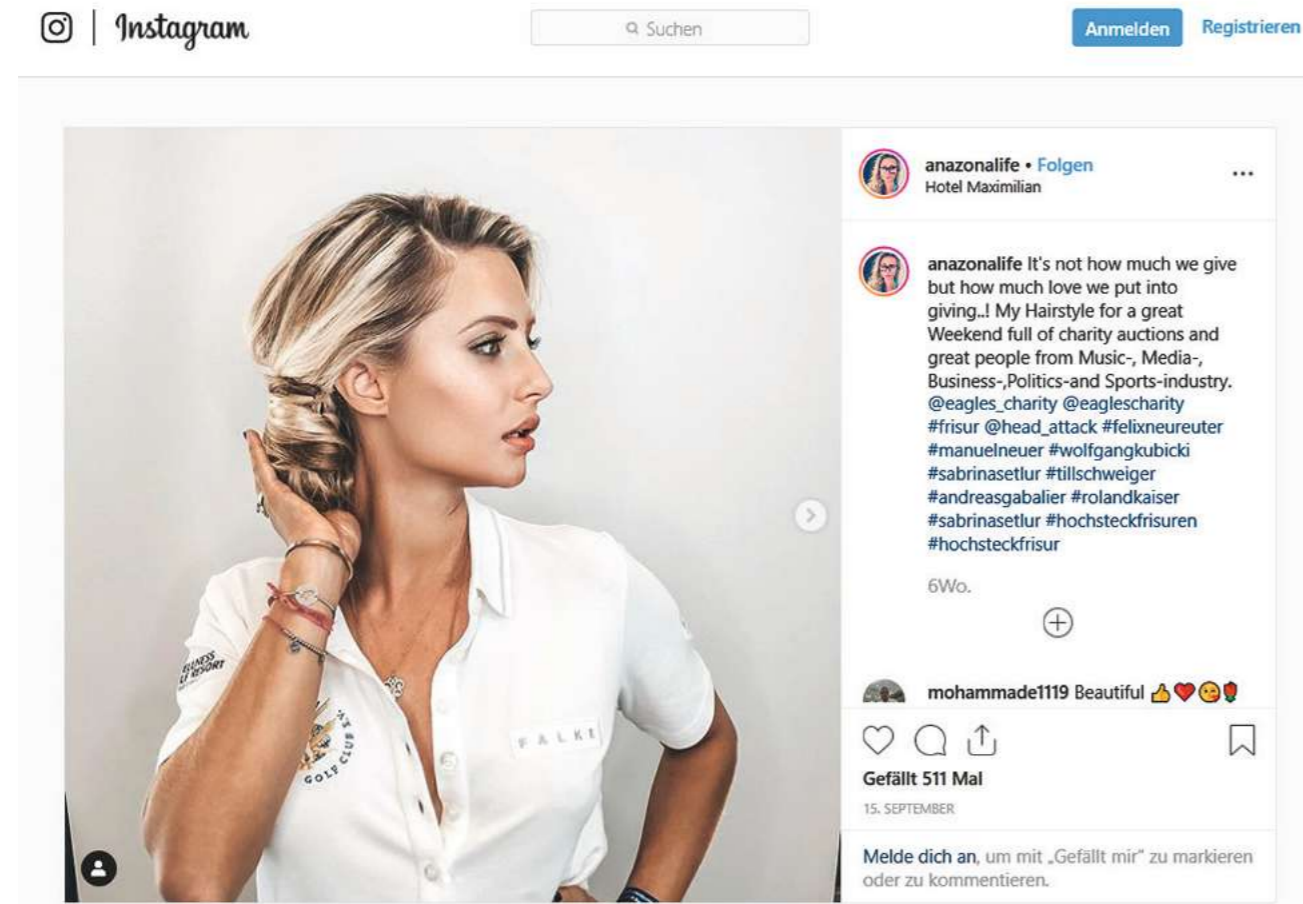 Instagram
Suchen
Anmelden
Registrieren
anazonalife • Folgen
Hotel Maximilian
anazonalife It's not how much we give
but how much love we put into
giving..! My Hairstyle for a great
Weekend full of charity auctions and
great people from Music-, Media-,
Business-,Politics-and Sports-industry.
@eagles_charity @eaglescharity
#frisur @head_attack #felixneureuter
#manuelneuer #wolfgangkubicki
#sabrinasetlur #tillschweiger
#andreasgabalier #rolandkaiser
#sabrinasetlur #hochsteckfrisuren
#hochsteckfrisur
6Wo.
mohammade1119 Beautiful 👍❤️😘🌹
Gefällt 511 Mal
15. SEPTEMBER
Melde dich an, um mit „Gefällt mir“ zu markieren
oder zu kommentieren.
RESORT
GOLF CLUB
FALKE